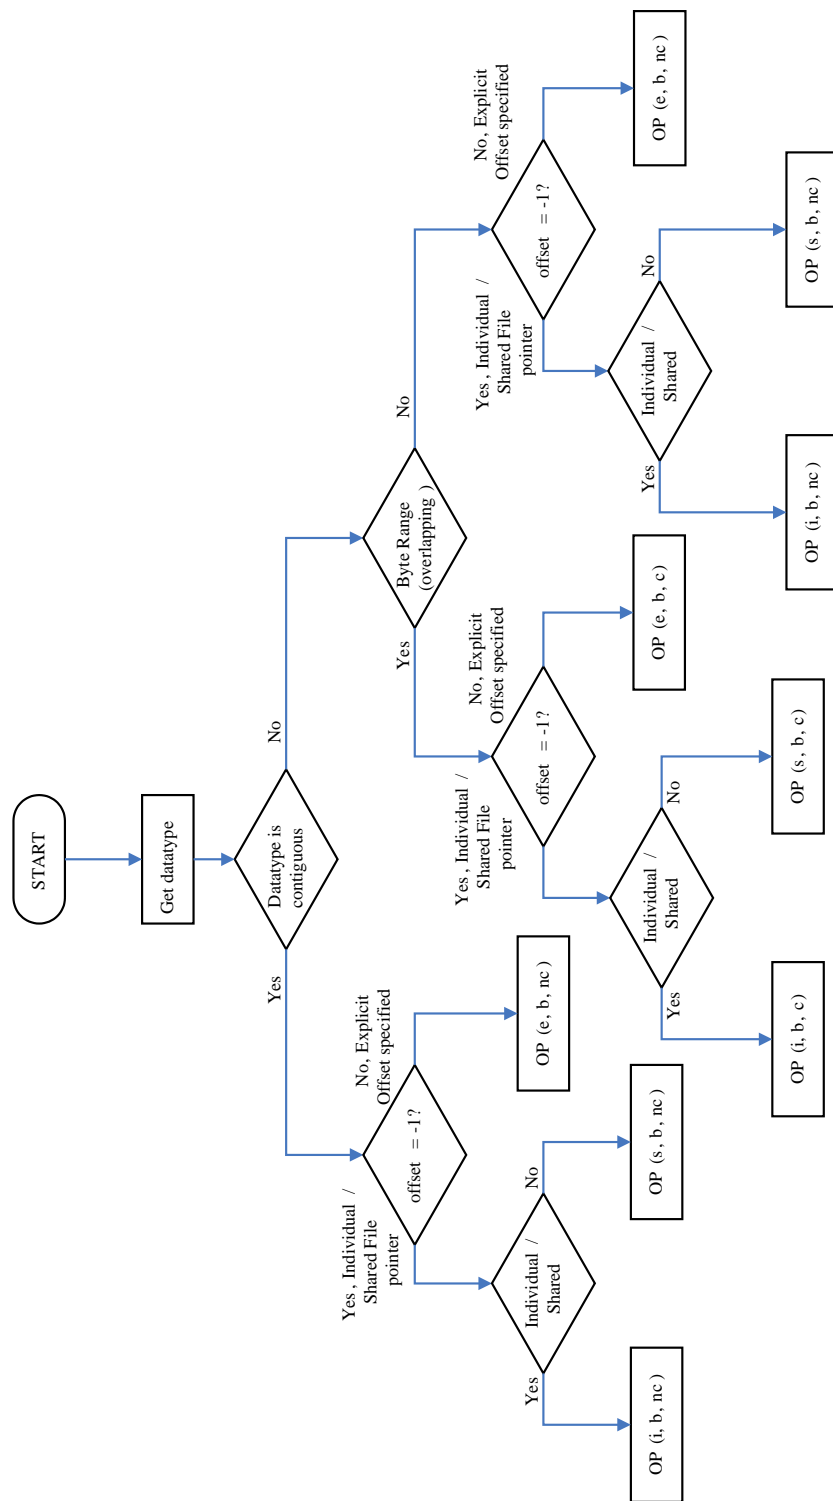 START
Get datatype
Datatype is
contiguous
Yes
No
offset = -1?
Yes, Individual /
Shared File
pointer
No, Explicit
Offset specified
Byte Range
(overlapping )
Yes
No
Individual /
Shared
Yes
No
OP (e, b, nc)
offset = -1?
Yes, Individual /
Shared File
pointer
No, Explicit
Offset specified
offset = -1?
Yes, Individual /
Shared File
pointer
No, Explicit
Offset specified
OP (i, b, nc)
OP (s, b, nc)
Individual /
Shared
Yes
No
OP (e, b, c)
Individual /
Shared
Yes
No
OP (e, b, nc)
OP (i, b, c)
OP (s, b, c)
OP (i, b, nc)
OP (s, b, nc)